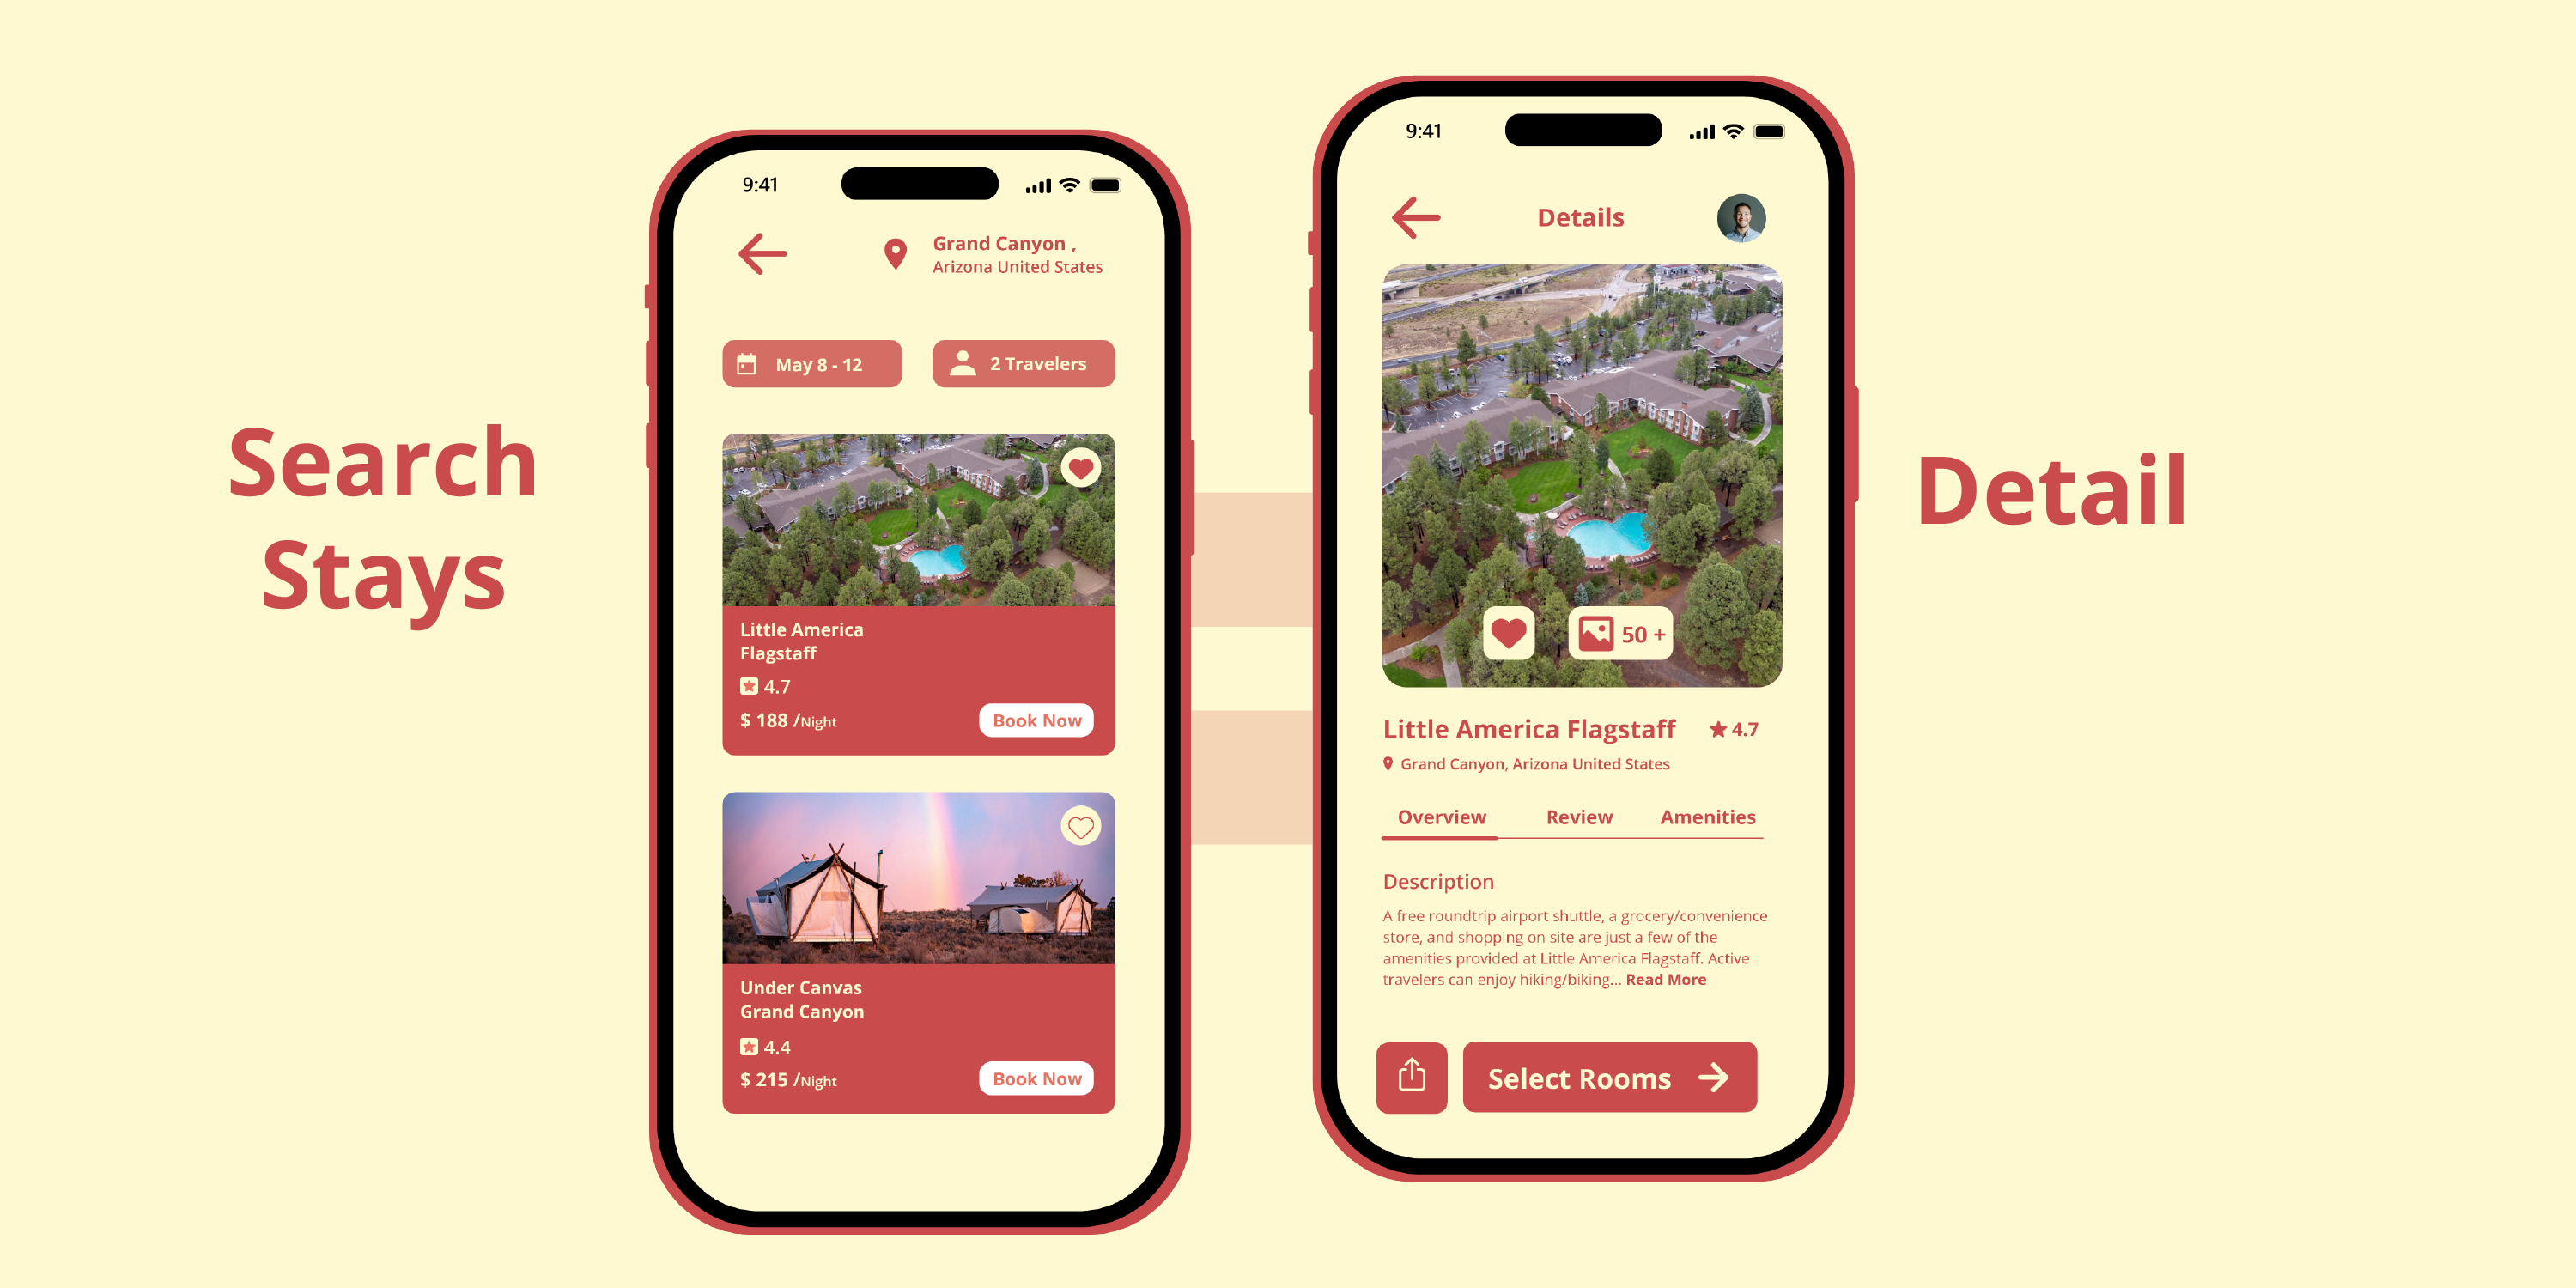 Search
Stays
9:41
Grand Canyon ,
Arizona United States
May 8 - 12
2 Travelers
Little America
Flagstaff
4.7
$ 188 /Night
Book Now
Under Canvas
Grand Canyon
4.4
$ 215 /Night
Book Now
9:41
Details
50 +
Little America Flagstaff
4.7
Grand Canyon, Arizona United States
Overview
Review
Amenities
Description
A free roundtrip airport shuttle, a grocery/convenience
store, and shopping on site are just a few of the
amenities provided at Little America Flagstaff. Active
travelers can enjoy hiking/biking... Read More
Select Rooms
Detail